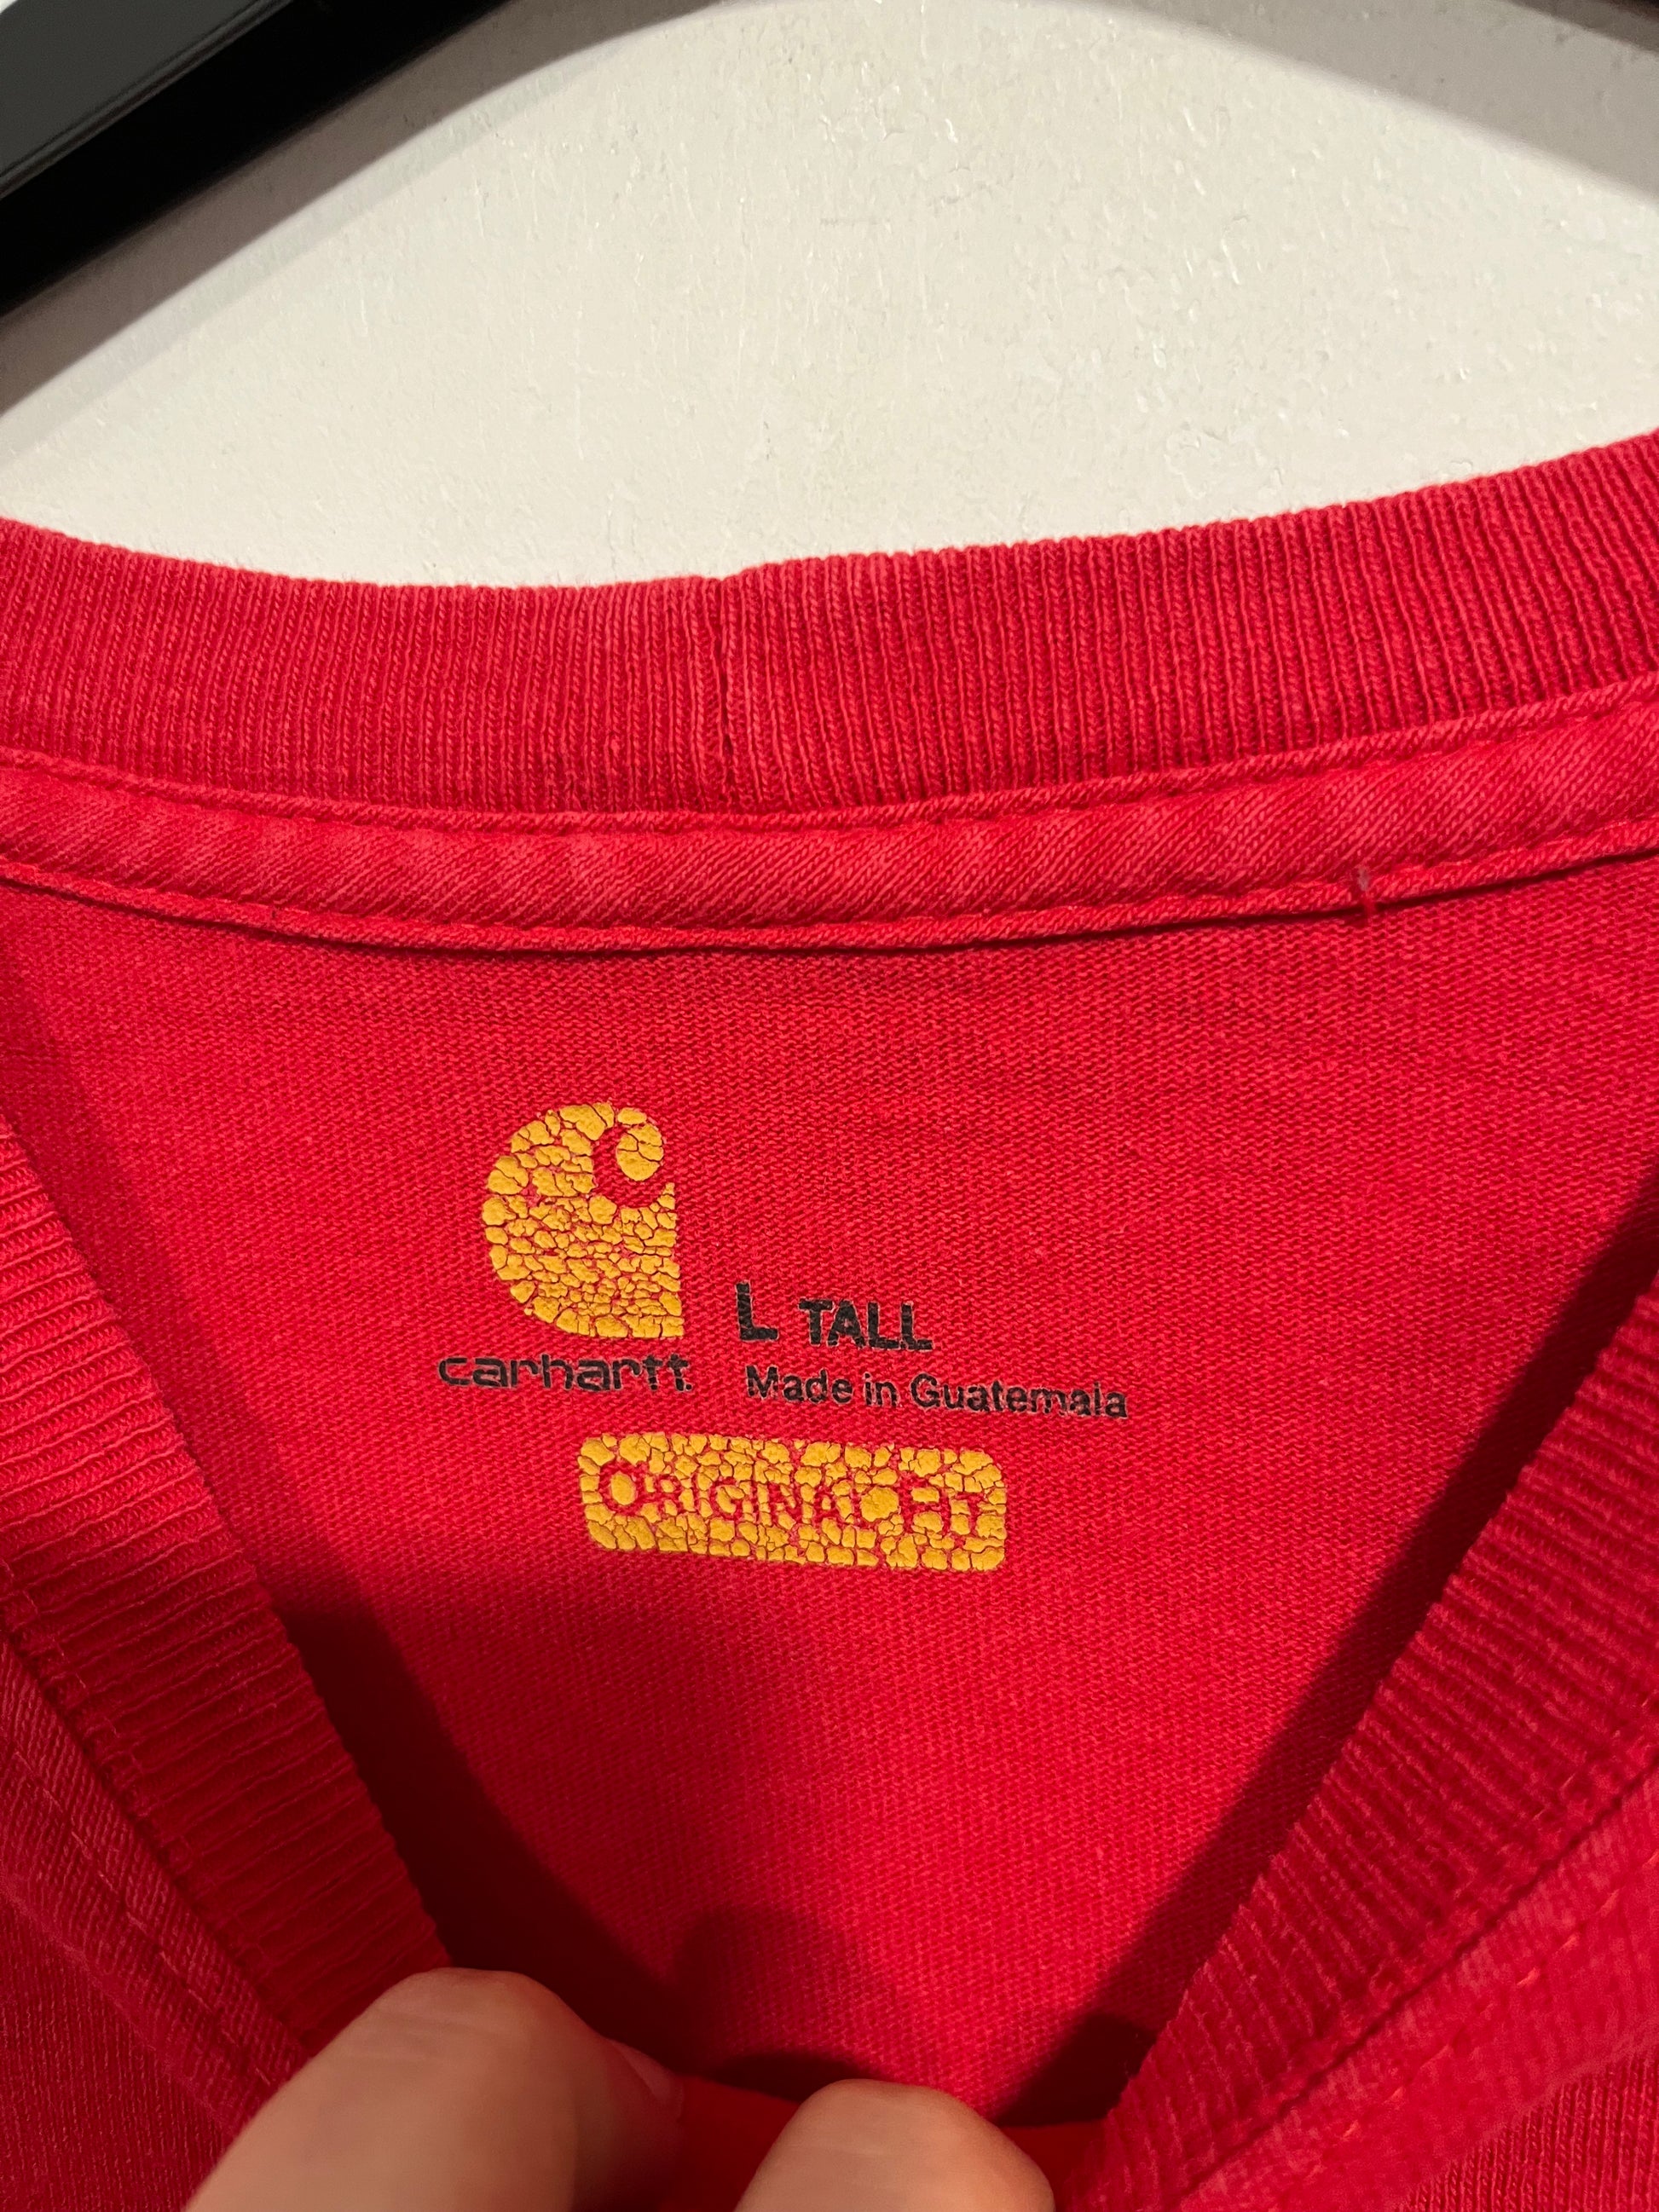 carhartt.
L TALL
Made in Guatemala
ORIGINAL FIT